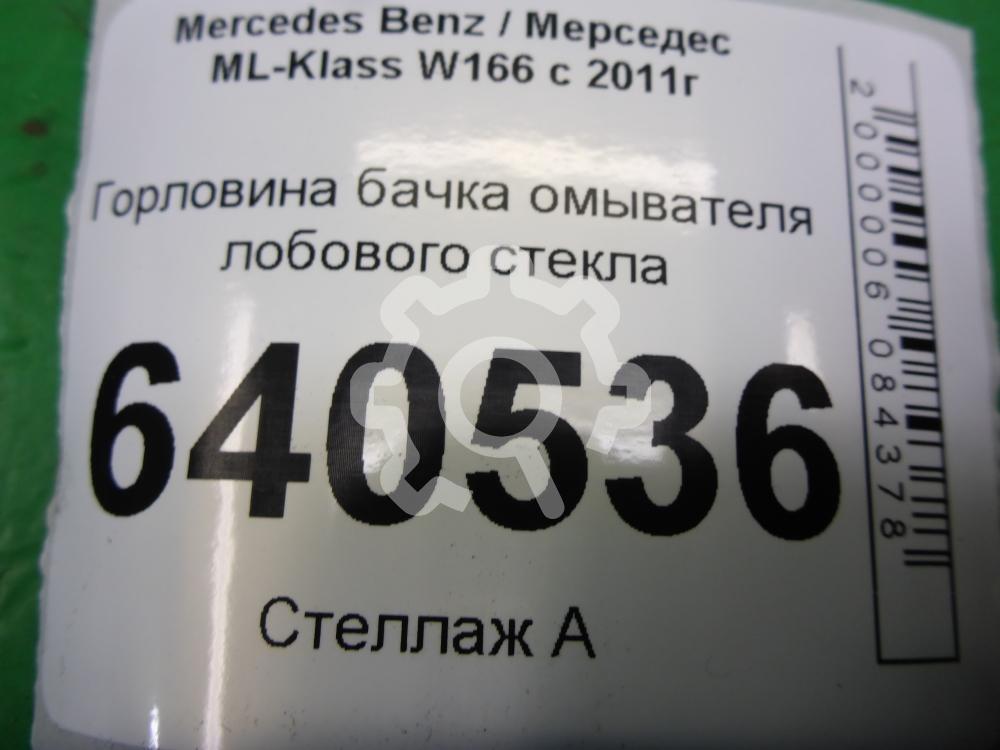 Mercedes Benz / Мерседес
ML-Klass W166 с 2011г
Горловина бачка омывателя
лобового стекла
640536
Стеллаж А
2000006084378